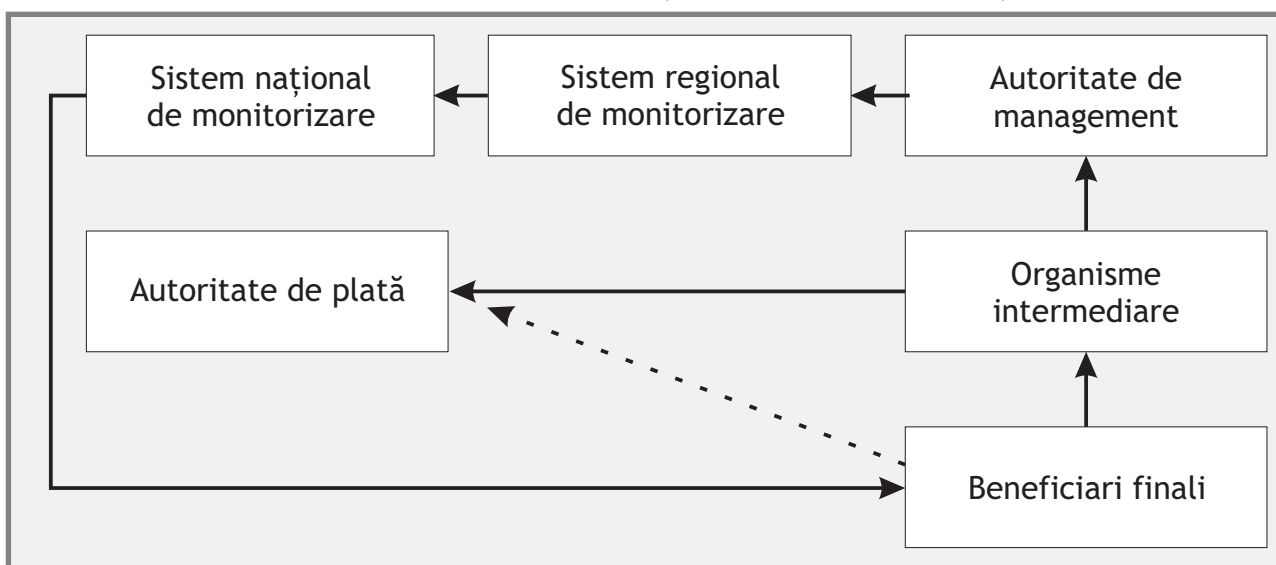 Sistem național
de monitorizare
Sistem regional
de monitorizare
Autoritate de
management
Autoritate de plată
Organisme
intermediare
Beneficiari finali